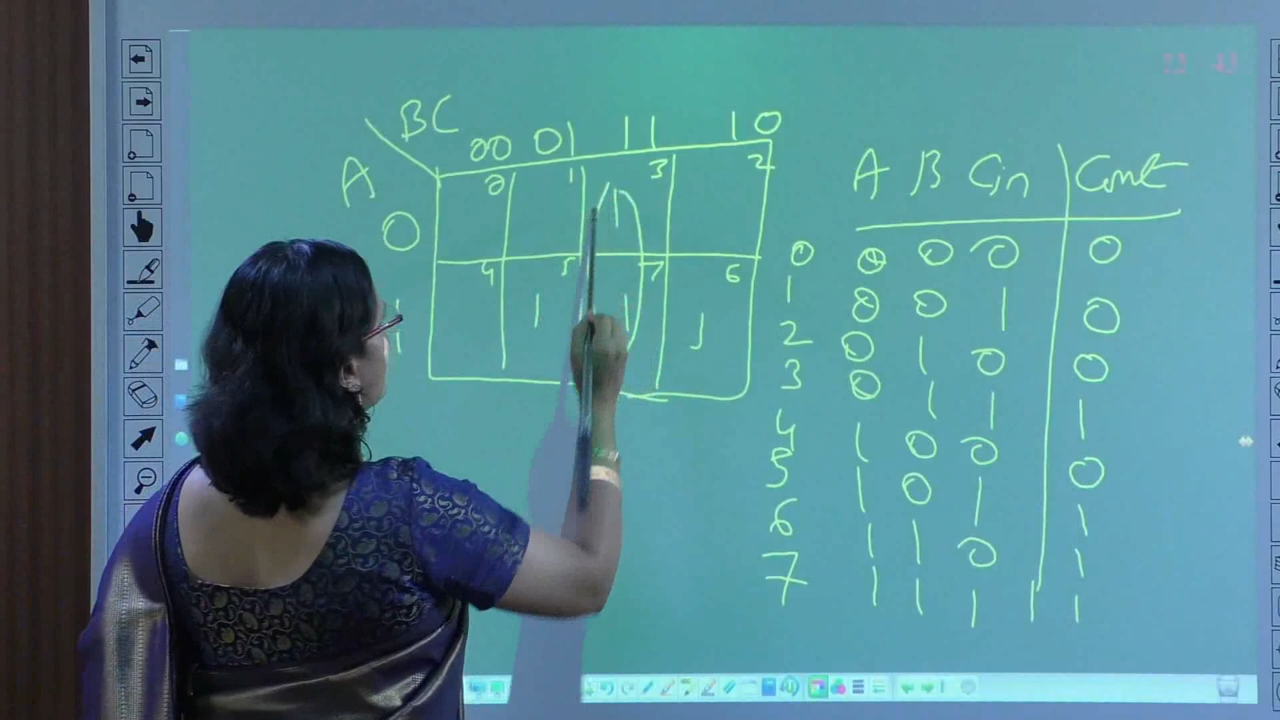 BC
A
00 01 11 10
0 1 3 2
0 1
4 5 7 6
1 1 1 1
A B Cin Cout
0 0 0 0 0
1 0 0 1 0
2 0 1 0 0
3 0 1 1 1
4 1 0 0 0
5 1 0 1 1
6 1 1 0 1
7 1 1 1 1